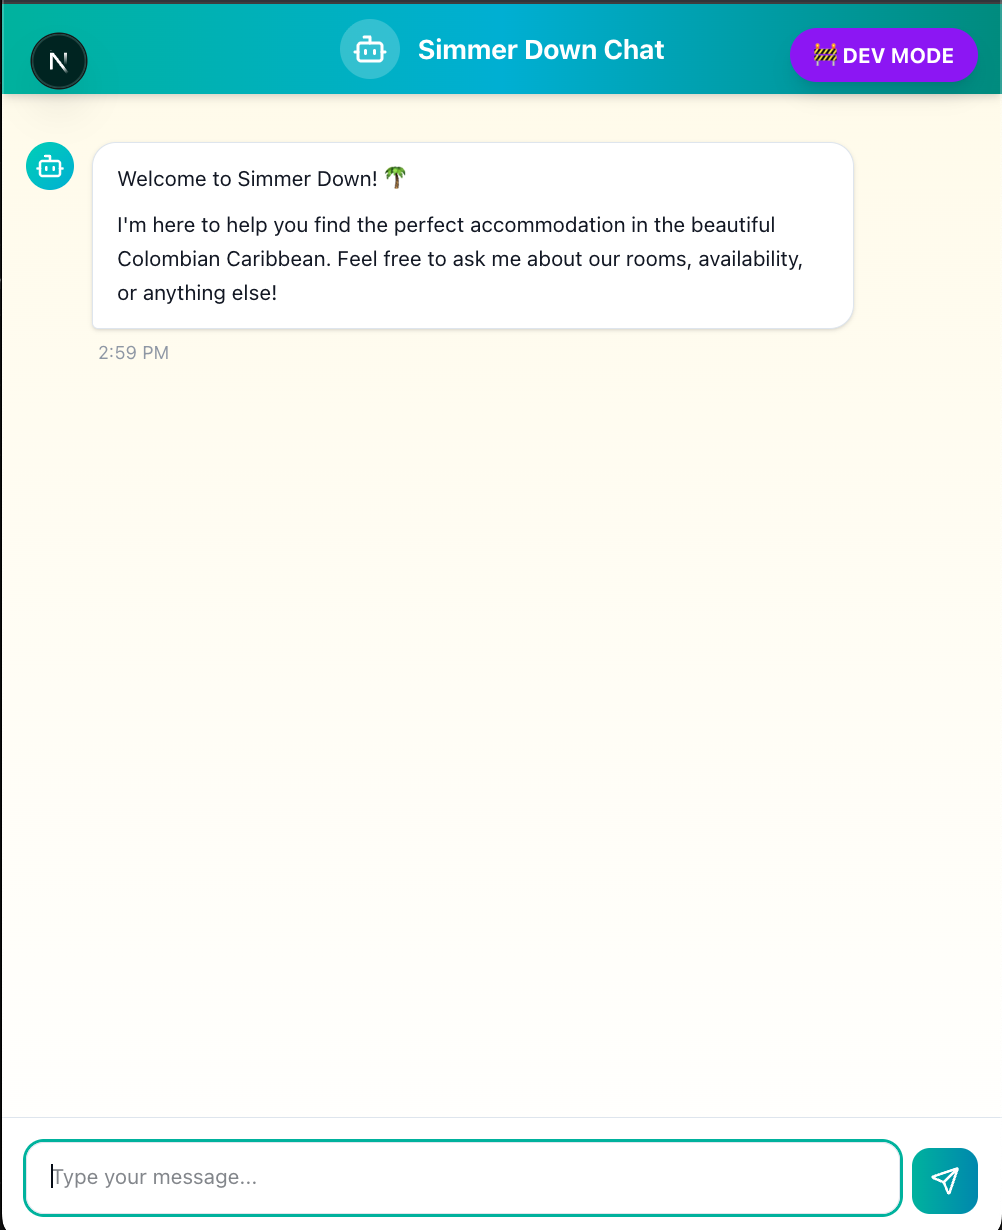 N
Simmer Down Chat
🚧 DEV MODE
Welcome to Simmer Down! 🌴
I'm here to help you find the perfect accommodation in the beautiful
Colombian Caribbean. Feel free to ask me about our rooms, availability,
or anything else!
2:59 PM
Type your message...